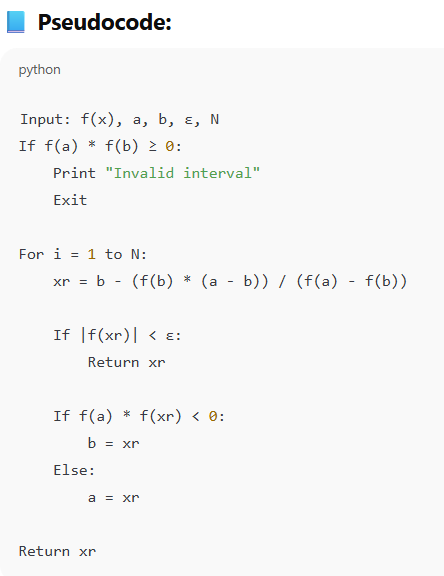 Pseudocode:
python
Input: f(x), a, b, ε, N
If f(a) * f(b) ≥ 0:
    Print "Invalid interval"
    Exit
For i = 1 to N:
    xr = b - (f(b) * (a - b)) / (f(a) - f(b))
    If |f(xr)| < ε:
        Return xr
    If f(a) * f(xr) < 0:
        b = xr
    Else:
        a = xr
Return xr